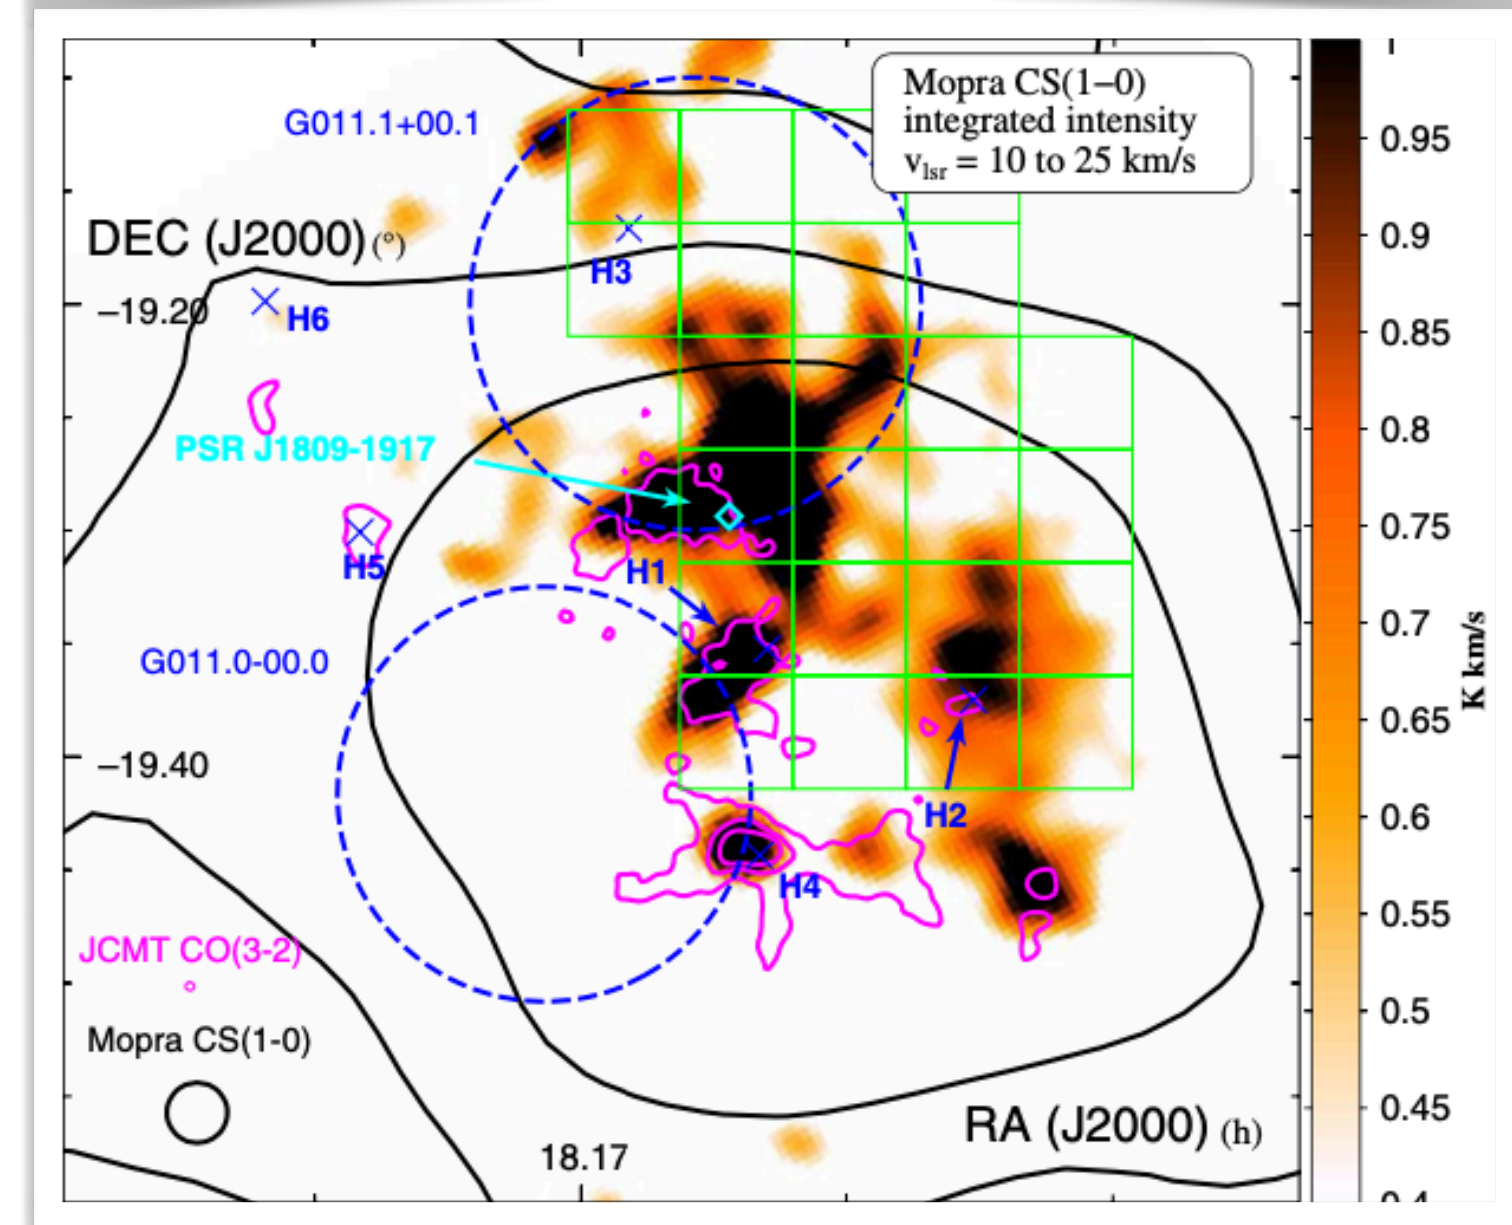 Mopra CS(1–0)
integrated intensity
vlsr = 10 to 25 km/s
G011.1+00.1
DEC (J2000) (°)
H3
–19.20
H6
PSR J1809-1917
H5
H1
G011.0-00.0
–19.40
H2
H4
JCMT CO(3-2)
Mopra CS(1-0)
18.17
RA (J2000) (h)
1
0.95
0.9
0.85
0.8
0.75
0.7
0.65
0.6
0.55
0.5
0.45
0.4
K km/s